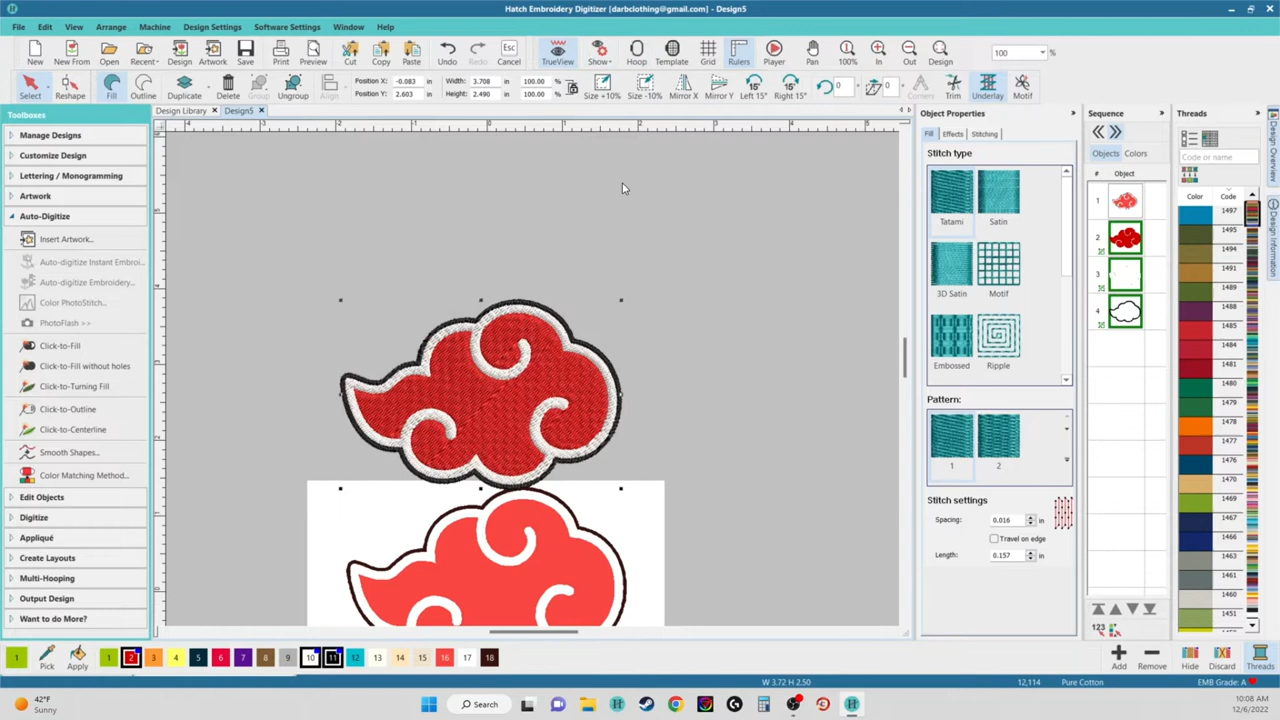 Hatch Embroidery Digitizer [darbclothing@gmail.com] - Design5
File Edit View Arrange Machine Design Settings Software Settings Window Help
New New From Open Recent Design Artwork Save Print Preview Cut Copy Paste Undo Redo Esc Cancel TrueView Show Hoop Template Grid Rulers Player Pan 100% In Out Design 100 %
Select Reshape Fill Outline Duplicate Delete Group Ungroup Align Position X: -0.083 in Width: 3.708 in 100.00 % Size +10% Size -10% Mirror X Mirror Y Left 15° Right 15° 0 0 Corners Trim Underlay Motif
Position Y: 2.603 in Height: 2.490 in 100.00 %
Toolboxes
Manage Designs
Customize Design
Lettering / Monogramming
Artwork
Auto-Digitize
Insert Artwork...
Auto-digitize Instant Embroi...
Auto-digitize Embroidery...
Color PhotoStitch...
PhotoFlash >>
Click-to-Fill
Click-to-Fill without holes
Click-to-Turning Fill
Click-to-Outline
Click-to-Centerline
Smooth Shapes...
Color Matching Method...
Edit Objects
Digitize
Appliqué
Create Layouts
Multi-Hooping
Output Design
Want to do More?
Design Library Design5
Object Properties
Fill Effects Stitching
Stitch type
Tatami Satin
3D Satin Motif
Embossed Ripple
Pattern:
1 2
Stitch settings
Spacing: 0.016 in
Travel on edge
Length: 0.157 in
Sequence
Objects Colors
# Object
1
2
3
4
123
Add Remove
Threads
Code or name
Color Code
1497
1495
1494
1491
1489
1488
1485
1484
1481
1480
1479
1478
1476
1470
1467
1466
1463
1461
1460
1451
Hide Discard Threads
Design Overview
Design Information
1 Pick Apply 1 2 3 4 5 6 7 8 9 10 11 12 13 14 15 16 17 18
W 3.72 H 2.50 12,114 Pure Cotton EMB Grade: A
42°F
Sunny
Search
10:08 AM
12/6/2022